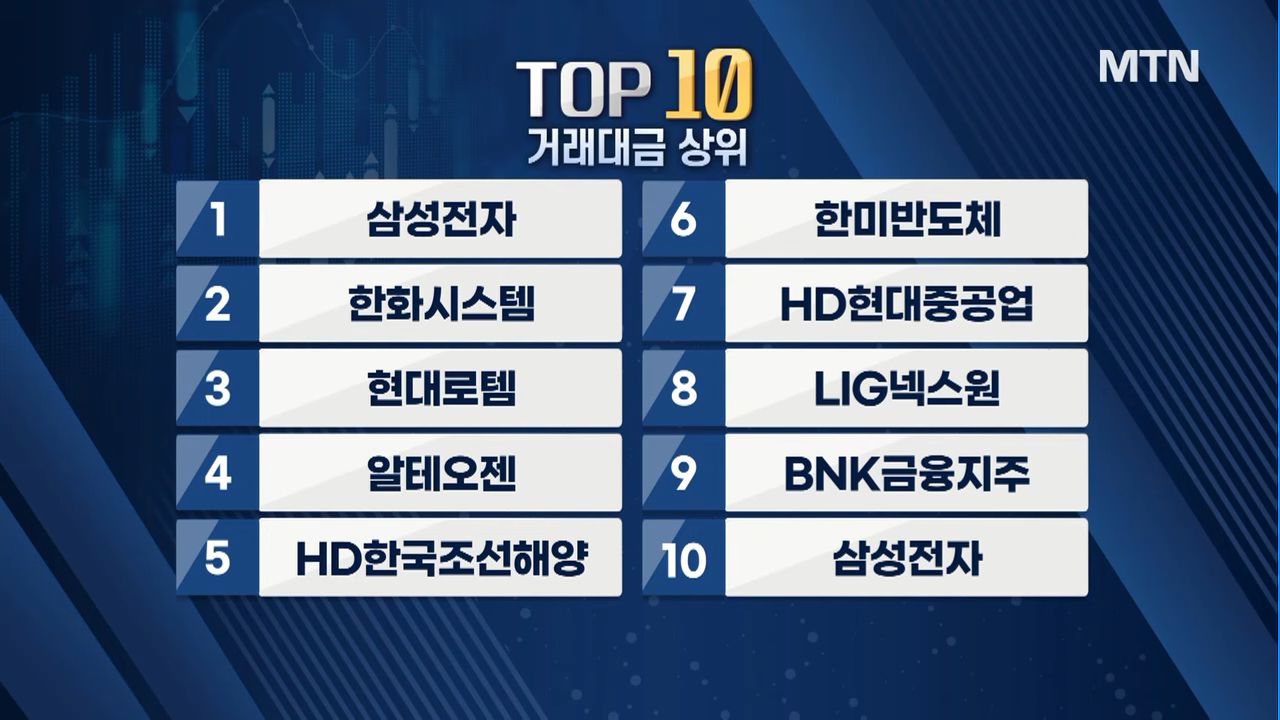 MTN
TOP 10
거래대금 상위
1 삼성전자
2 한화시스템
3 현대로템
4 알테오젠
5 HD한국조선해양
6 한미반도체
7 HD현대중공업
8 LIG넥스원
9 BNK금융지주
10 삼성전자